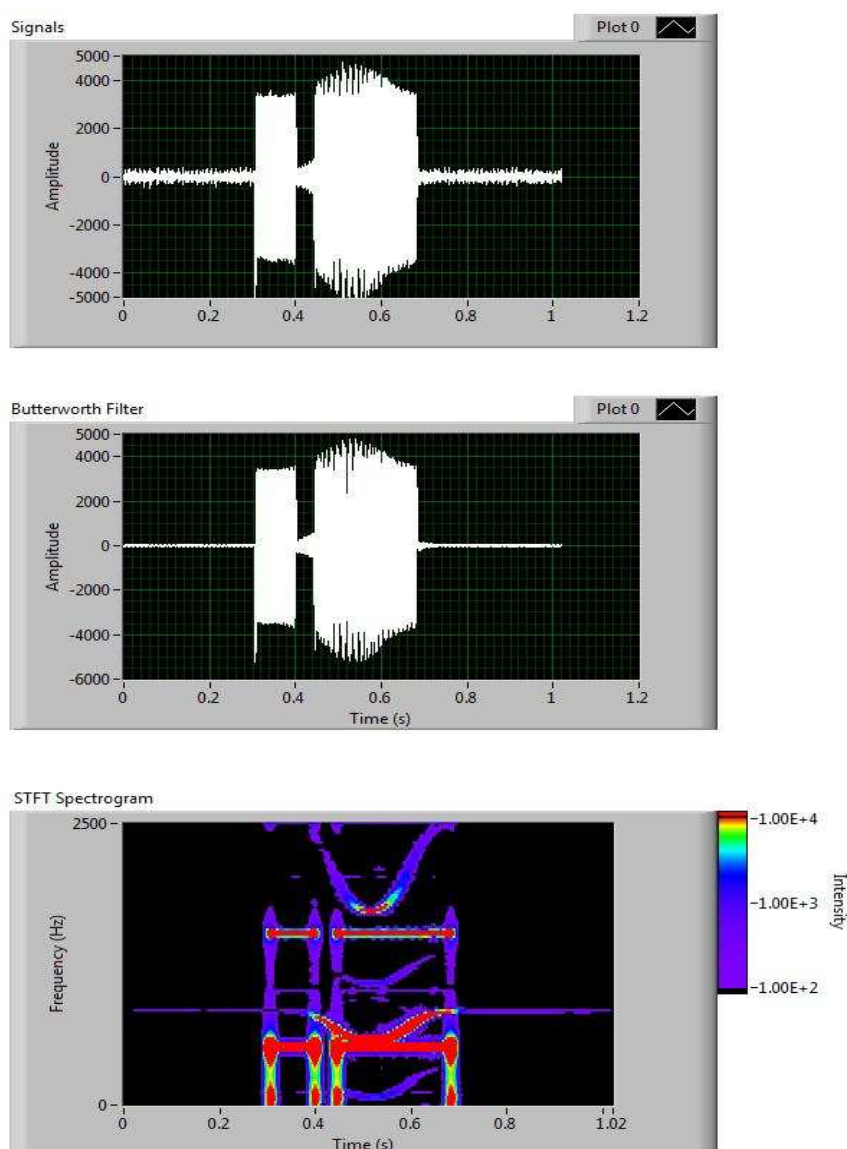 Signals
Plot 0
5000
4000
2000
0
-2000
-4000
-5000
Amplitude
0 0.2 0.4 0.6 0.8 1 1.2
Butterworth Filter
Plot 0
5000
4000
2000
0
-2000
-4000
-6000
Amplitude
0 0.2 0.4 0.6 0.8 1 1.2
Time (s)
STFT Spectrogram
2500
0
Frequency (Hz)
0 0.2 0.4 0.6 0.8 1.02
Time (s)
-1.00E+4
-1.00E+3
-1.00E+2
Intensity